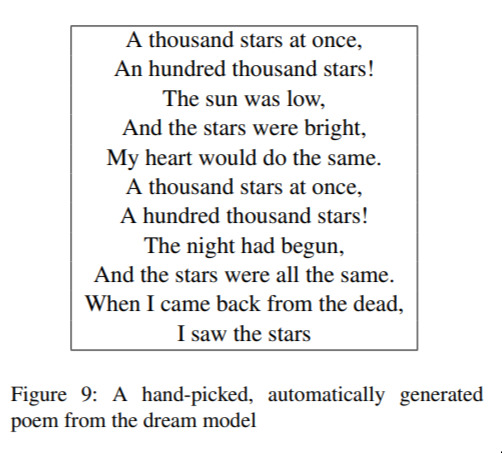 A thousand stars at once,
An hundred thousand stars!
The sun was low,
And the stars were bright,
My heart would do the same.
A thousand stars at once,
A hundred thousand stars!
The night had begun,
And the stars were all the same.
When I came back from the dead,
I saw the stars
Figure 9: A hand-picked, automatically generated
poem from the dream model